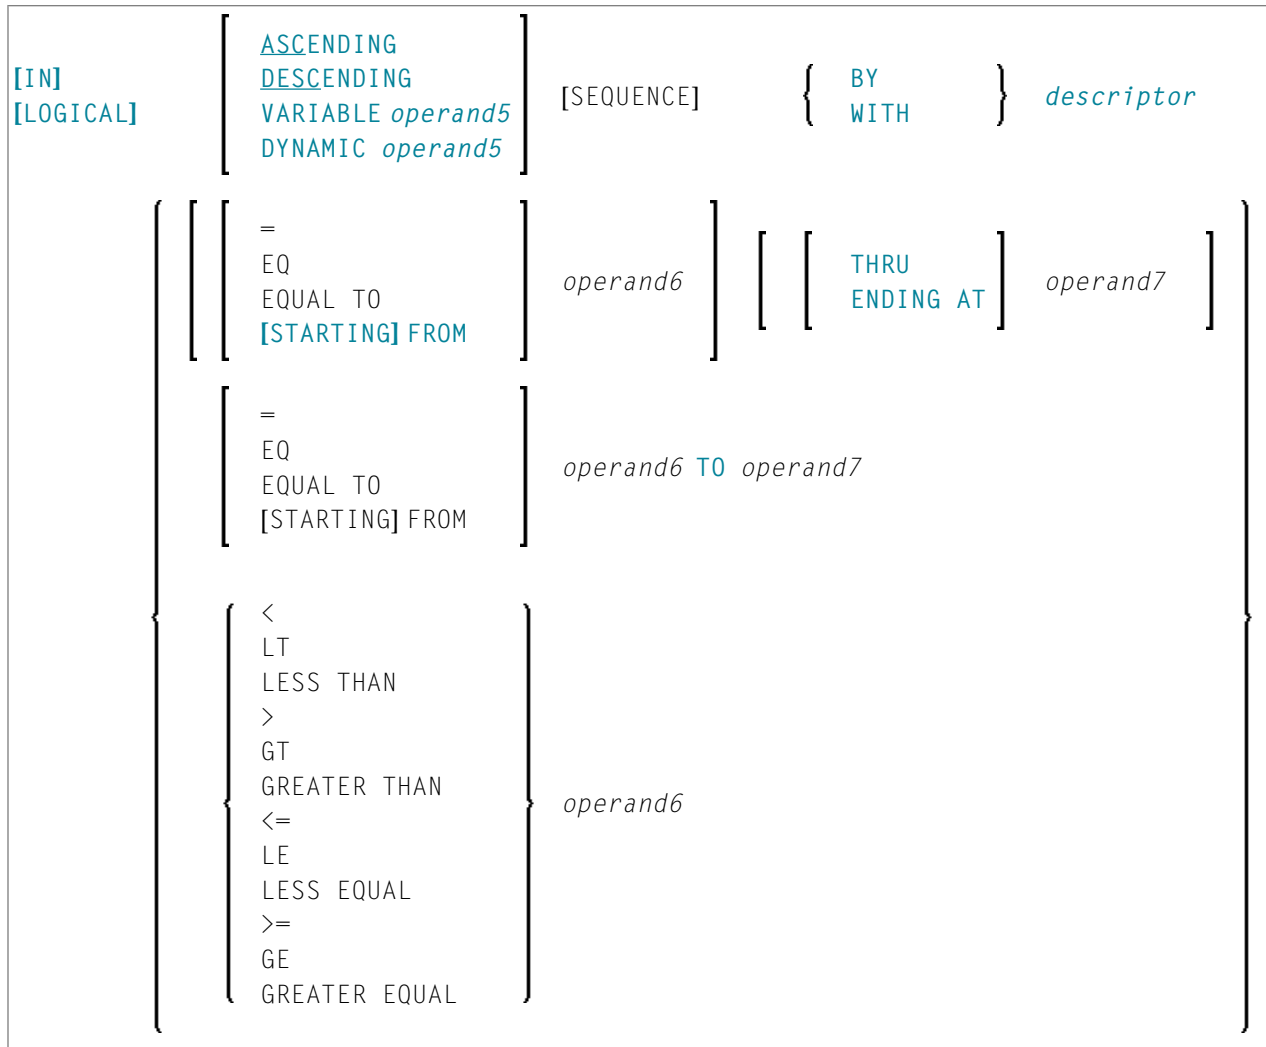 ASCENDING
[IN] DESCENDING [SEQUENCE] { BY } descriptor
[LOGICAL] VARIABLE operand5 WITH
DYNAMIC operand5
=
EQ THRU
EQUAL TO operand6 ENDING AT operand7
[STARTING] FROM
=
EQ
EQUAL TO operand6 TO operand7
[STARTING] FROM
<
LT
LESS THAN
>
GT
GREATER THAN
<= operand6
LE
LESS EQUAL
>=
GE
GREATER EQUAL